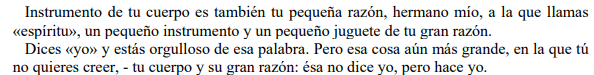 Instrumento de tu cuerpo es también tu pequeña razón, hermano mío, a la que llamas
«espíritu», un pequeño instrumento y un pequeño juguete de tu gran razón.
Dices «yo» y estás orgulloso de esa palabra. Pero esa cosa aún más grande, en la que tú
no quieres creer, - tu cuerpo y su gran razón: ésa no dice yo, pero hace yo.